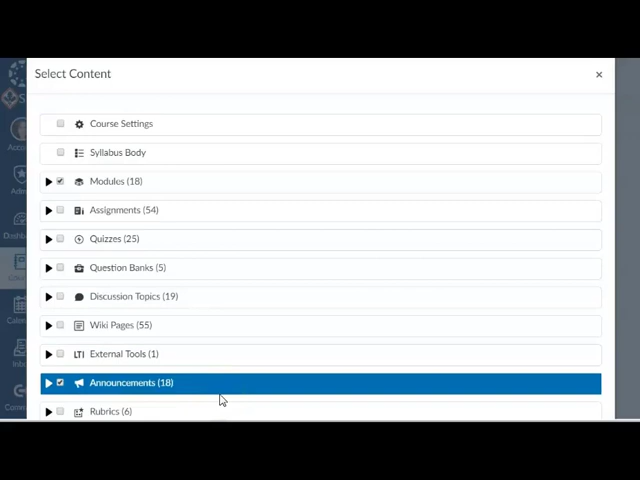 Select Content
×
Course Settings
Syllabus Body
Modules (18)
Assignments (54)
Quizzes (25)
Question Banks (5)
Discussion Topics (19)
Wiki Pages (55)
LTI External Tools (1)
Announcements (18)
Rubrics (6)